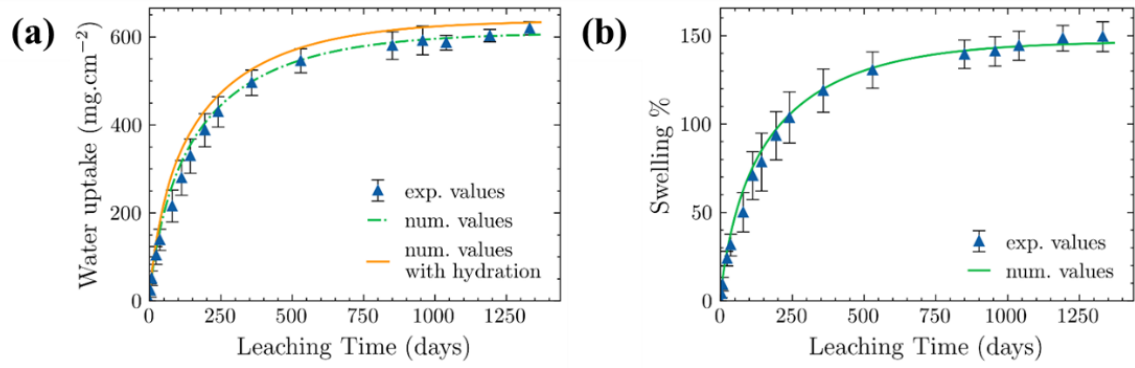 (a)
Water uptake (mg.cm⁻²)
600
400
200
0
exp. values
num. values
num. values
with hydration
0 250 500 750 1000 1250
Leaching Time (days)
(b)
Swelling %
150
100
50
0
exp. values
num. values
0 250 500 750 1000 1250
Leaching Time (days)